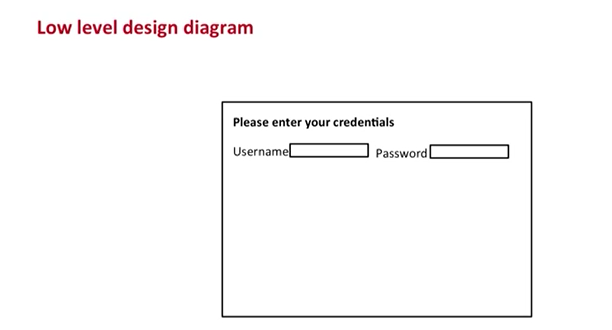 Low level design diagram
Please enter your credentials
Username Password